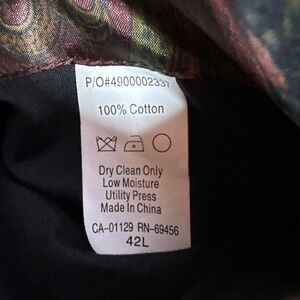 P/O#4900002337
100% Cotton
Dry Clean Only
Low Moisture
Utility Press
Made In China
CA-01129 RN-69456
42L